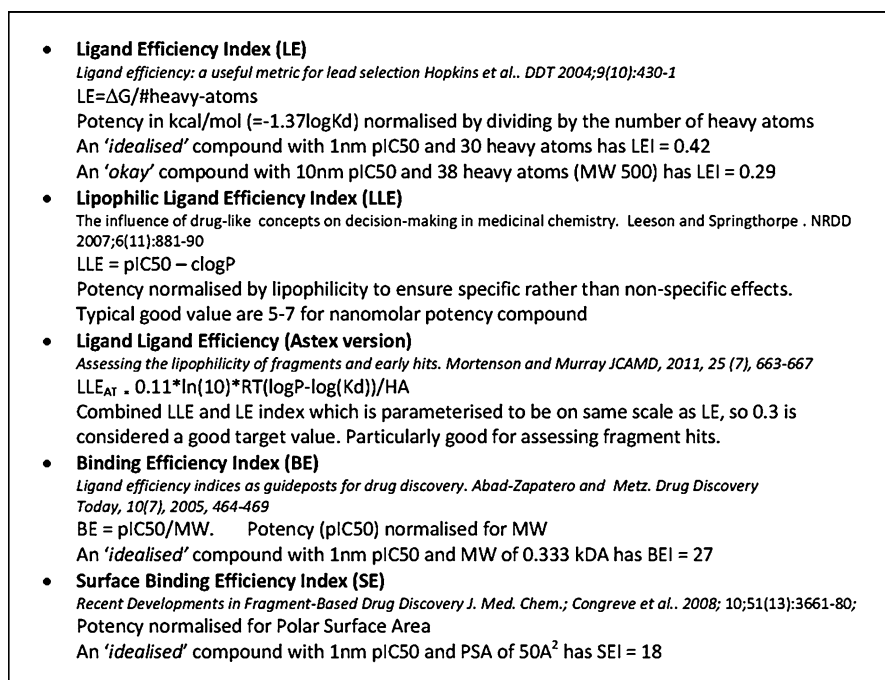 • Ligand Efficiency Index (LE)
Ligand efficiency: a useful metric for lead selection Hopkins et al.. DDT 2004;9(10):430-1
LE=ΔG/#heavy-atoms
Potency in kcal/mol (=-1.37logKd) normalised by dividing by the number of heavy atoms
An ‘idealised’ compound with 1nm pIC50 and 30 heavy atoms has LEI = 0.42
An ‘okay’ compound with 10nm pIC50 and 38 heavy atoms (MW 500) has LEI = 0.29
• Lipophilic Ligand Efficiency Index (LLE)
The influence of drug-like concepts on decision-making in medicinal chemistry. Leeson and Springthorpe . NRDD
2007;6(11):881-90
LLE = pIC50 – clogP
Potency normalised by lipophilicity to ensure specific rather than non-specific effects.
Typical good value are 5-7 for nanomolar potency compound
• Ligand Ligand Efficiency (Astex version)
Assessing the lipophilicity of fragments and early hits. Mortenson and Murray JCAMD, 2011, 25 (7), 663-667
LLEAT = 0.11*ln(10)*RT(logP-log(Kd))/HA
Combined LLE and LE index which is parameterised to be on same scale as LE, so 0.3 is
considered a good target value. Particularly good for assessing fragment hits.
• Binding Efficiency Index (BE)
Ligand efficiency indices as guideposts for drug discovery. Abad-Zapatero and Metz. Drug Discovery
Today, 10(7), 2005, 464-469
BE = pIC50/MW. Potency (pIC50) normalised for MW
An ‘idealised’ compound with 1nm pIC50 and MW of 0.333 kDA has BEI = 27
• Surface Binding Efficiency Index (SE)
Recent Developments in Fragment-Based Drug Discovery J. Med. Chem.; Congreve et al.. 2008; 10;51(13):3661-80;
Potency normalised for Polar Surface Area
An ‘idealised’ compound with 1nm pIC50 and PSA of 50A² has SEI = 18